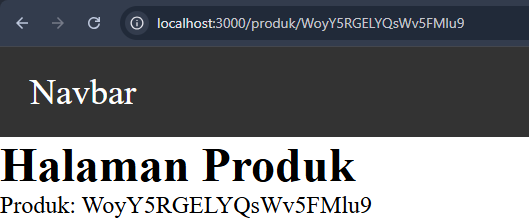 localhost:3000/produk/WoyY5RGELYQsWv5FMlu9
Navbar
Halaman Produk
Produk: WoyY5RGELYQsWv5FMlu9